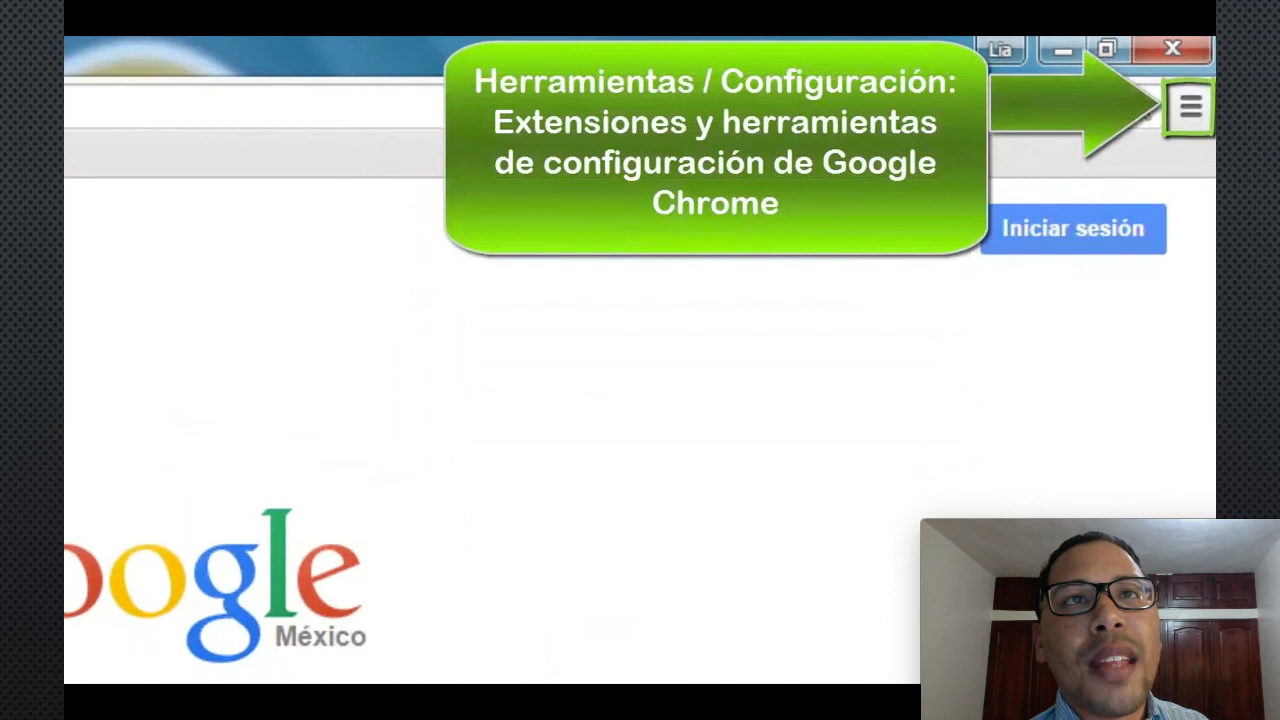 Lia
Herramientas / Configuración:
Extensiones y herramientas
de configuración de Google
Chrome
Iniciar sesión
oogle
México